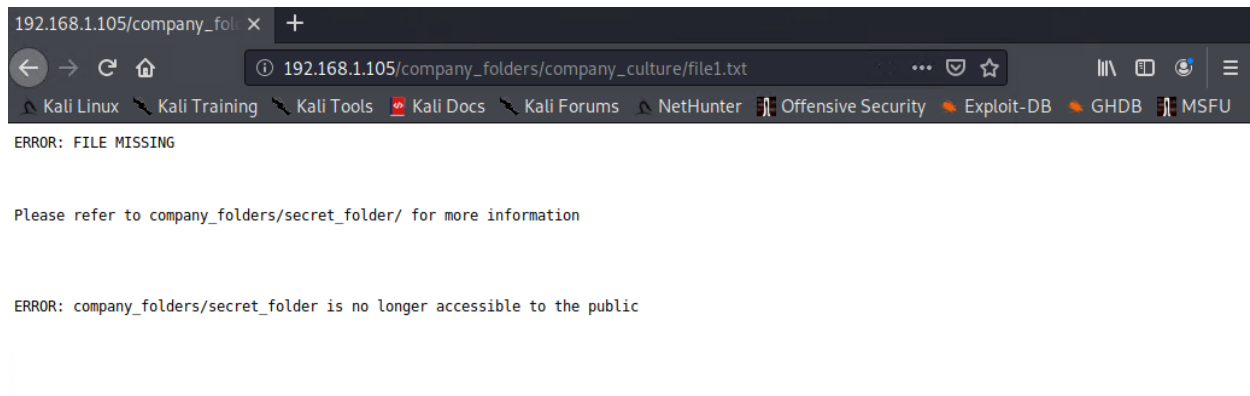 192.168.1.105/company_fol
192.168.1.105/company_folders/company_culture/file1.txt
Kali Linux Kali Training Kali Tools Kali Docs Kali Forums NetHunter Offensive Security Exploit-DB GHDB MSFU
ERROR: FILE MISSING
Please refer to company_folders/secret_folder/ for more information
ERROR: company_folders/secret_folder is no longer accessible to the public